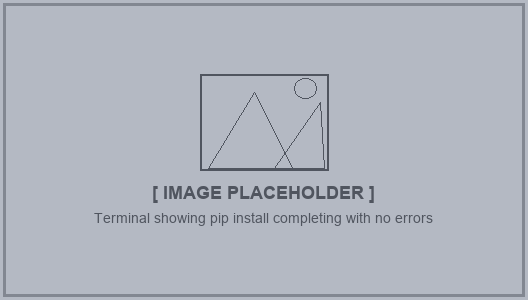 [ IMAGE PLACEHOLDER ]
Terminal showing pip install completing with no errors